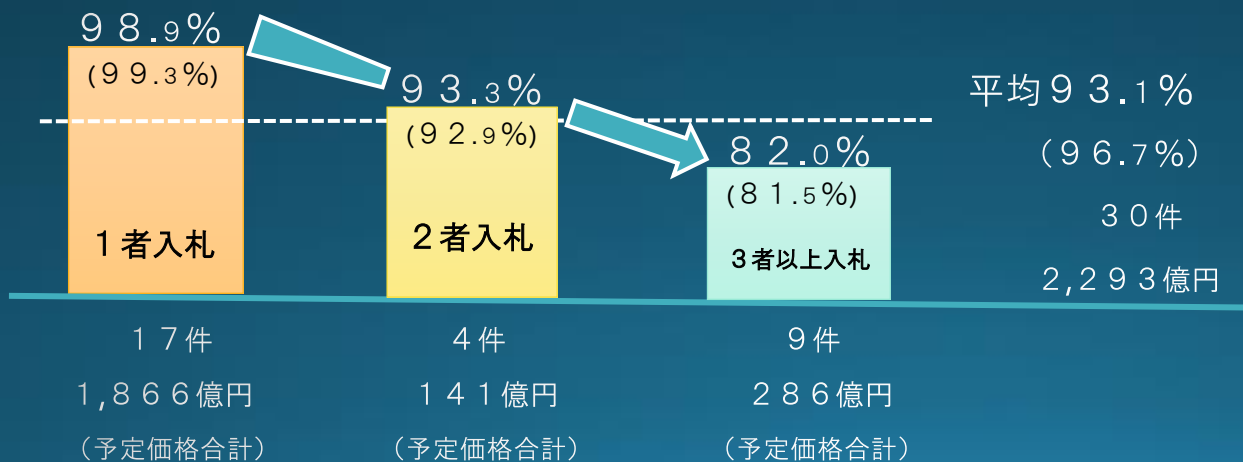 ９８.９％
(９９.３％)
１者入札
１７件
１,８６６億円
（予定価格合計）
９３.３％
(９２.９％)
２者入札
４件
１４１億円
（予定価格合計）
８２.０％
(８１.５％)
３者以上入札
９件
２８６億円
（予定価格合計）
平均９３.１％
（９６.７％）
３０件
２,２９３億円